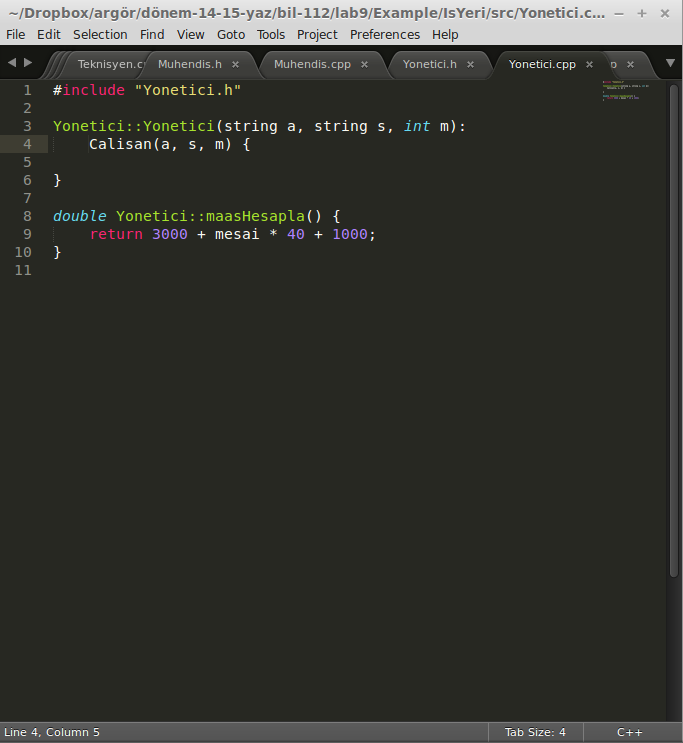 ~/Dropbox/argör/dönem-14-15-yaz/bil-112/lab9/Example/IsYeri/src/Yonetici.c...
File Edit Selection Find View Goto Tools Project Preferences Help
Teknisyen.c Muhendis.h Muhendis.cpp Yonetici.h Yonetici.cpp p
1 #include "Yonetici.h"
2
3 Yonetici::Yonetici(string a, string s, int m):
4     Calisan(a, s, m) {
5
6 }
7
8 double Yonetici::maasHesapla() {
9     return 3000 + mesai * 40 + 1000;
10 }
11
Line 4, Column 5 Tab Size: 4 C++